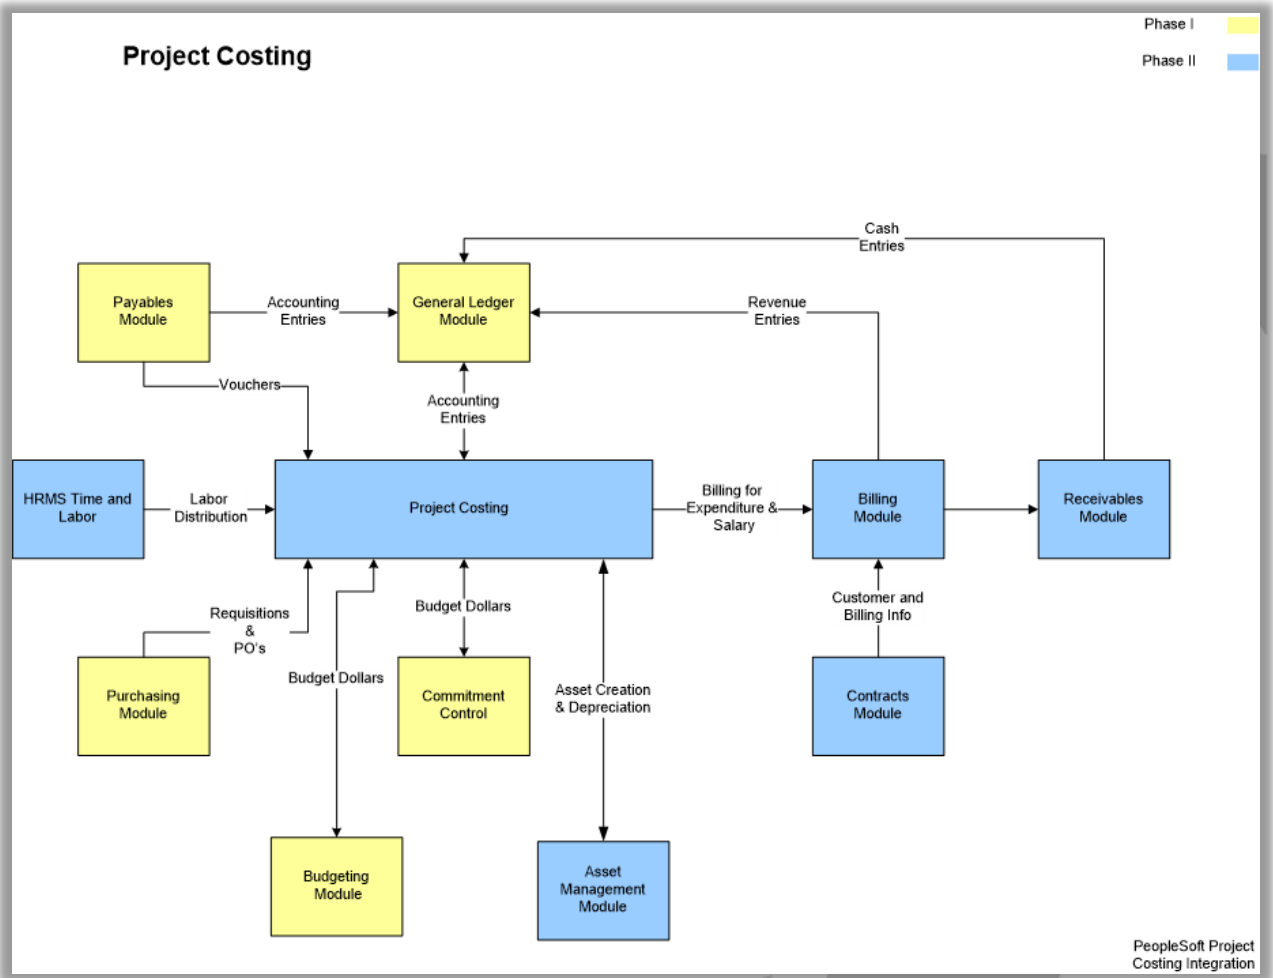 Phase I
Project Costing
Phase II
Cash
Entries
Payables
Module
Accounting
Entries
General Ledger
Module
Revenue
Entries
Vouchers
Accounting
Entries
HRMS Time and
Labor
Labor
Distribution
Project Costing
Billing for
Expenditure &
Salary
Billing
Module
Receivables
Module
Requisitions
&
PO's
Budget Dollars
Customer and
Billing Info
Purchasing
Module
Budget Dollars
Commitment
Control
Asset Creation
& Depreciation
Contracts
Module
Budgeting
Module
Asset
Management
Module
PeopleSoft Project
Costing Integration